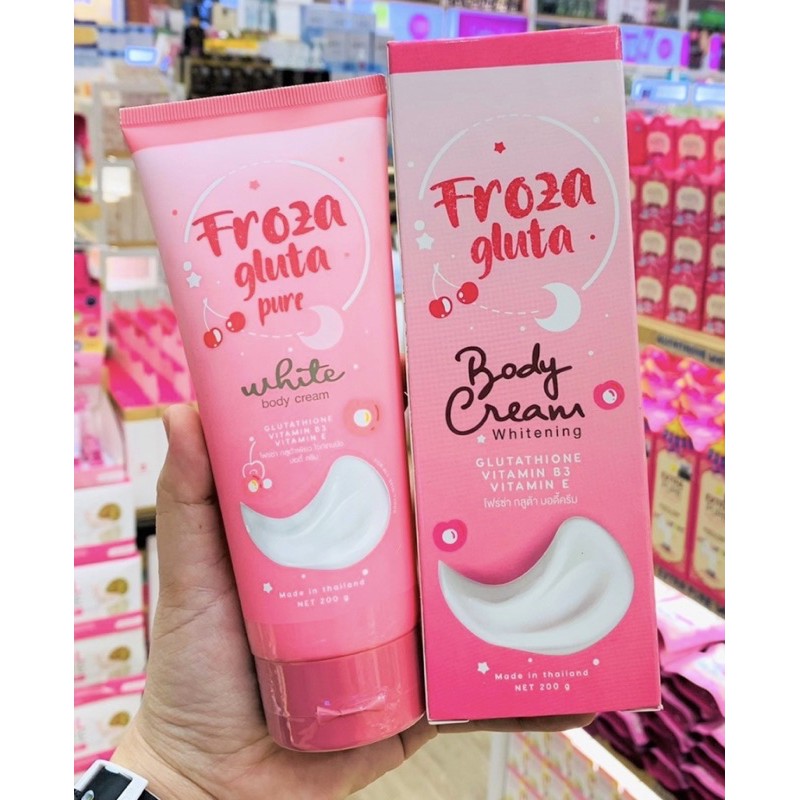 Froza
gluta
pure
white
body cream
GLUTATHIONE
VITAMIN B3
VITAMIN E
Made in thailand
NET 200 g
Froza
gluta
Body
Cream
Whitening
GLUTATHIONE
VITAMIN B3
VITAMIN E
โฟรซ่า กลูต้า บอดี้ครีม
Made in thailand
NET 200 g